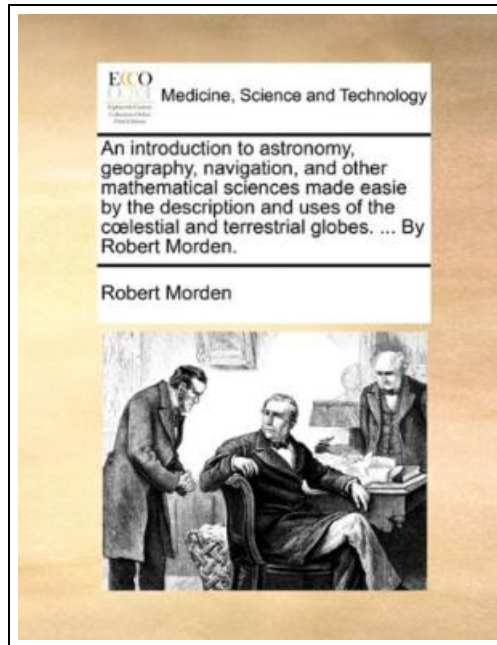 ECCO
Medicine, Science and Technology
An introduction to astronomy,
geography, navigation, and other
mathematical sciences made easie
by the description and uses of the
cœlestial and terrestrial globes. ... By
Robert Morden.
Robert Morden